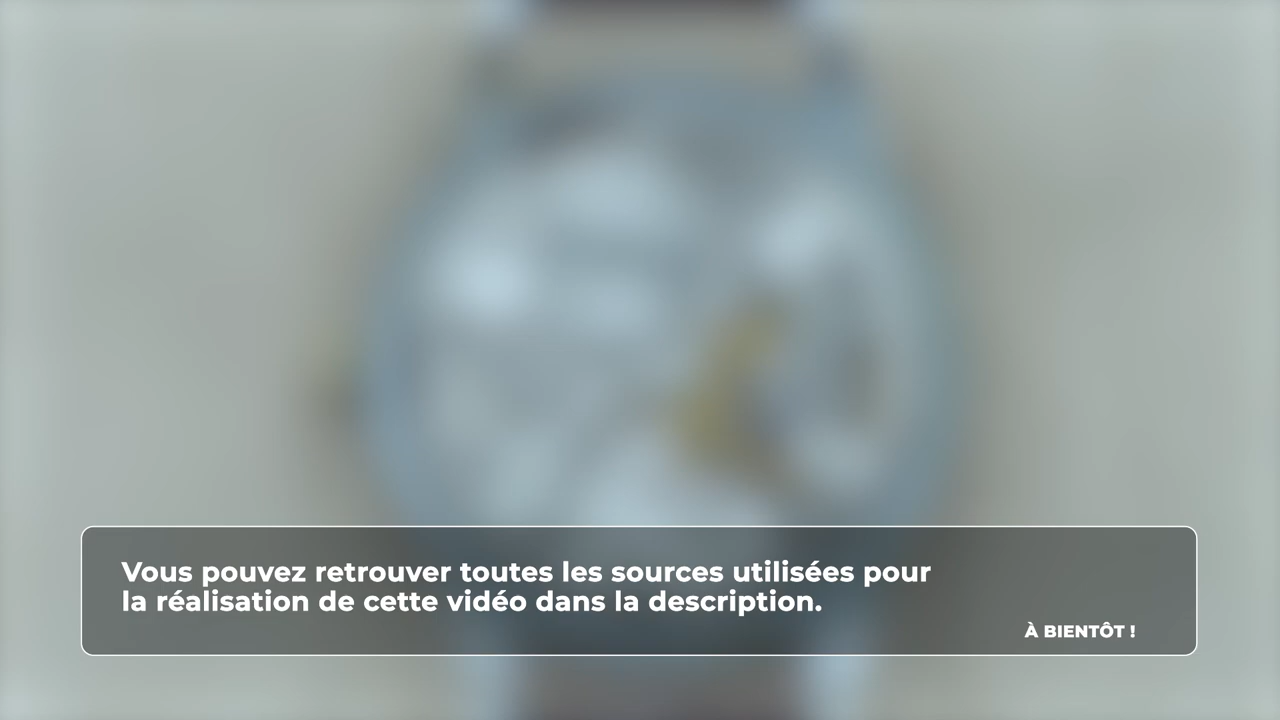 Vous pouvez retrouver toutes les sources utilisées pour
la réalisation de cette vidéo dans la description.
À BIENTÔT !